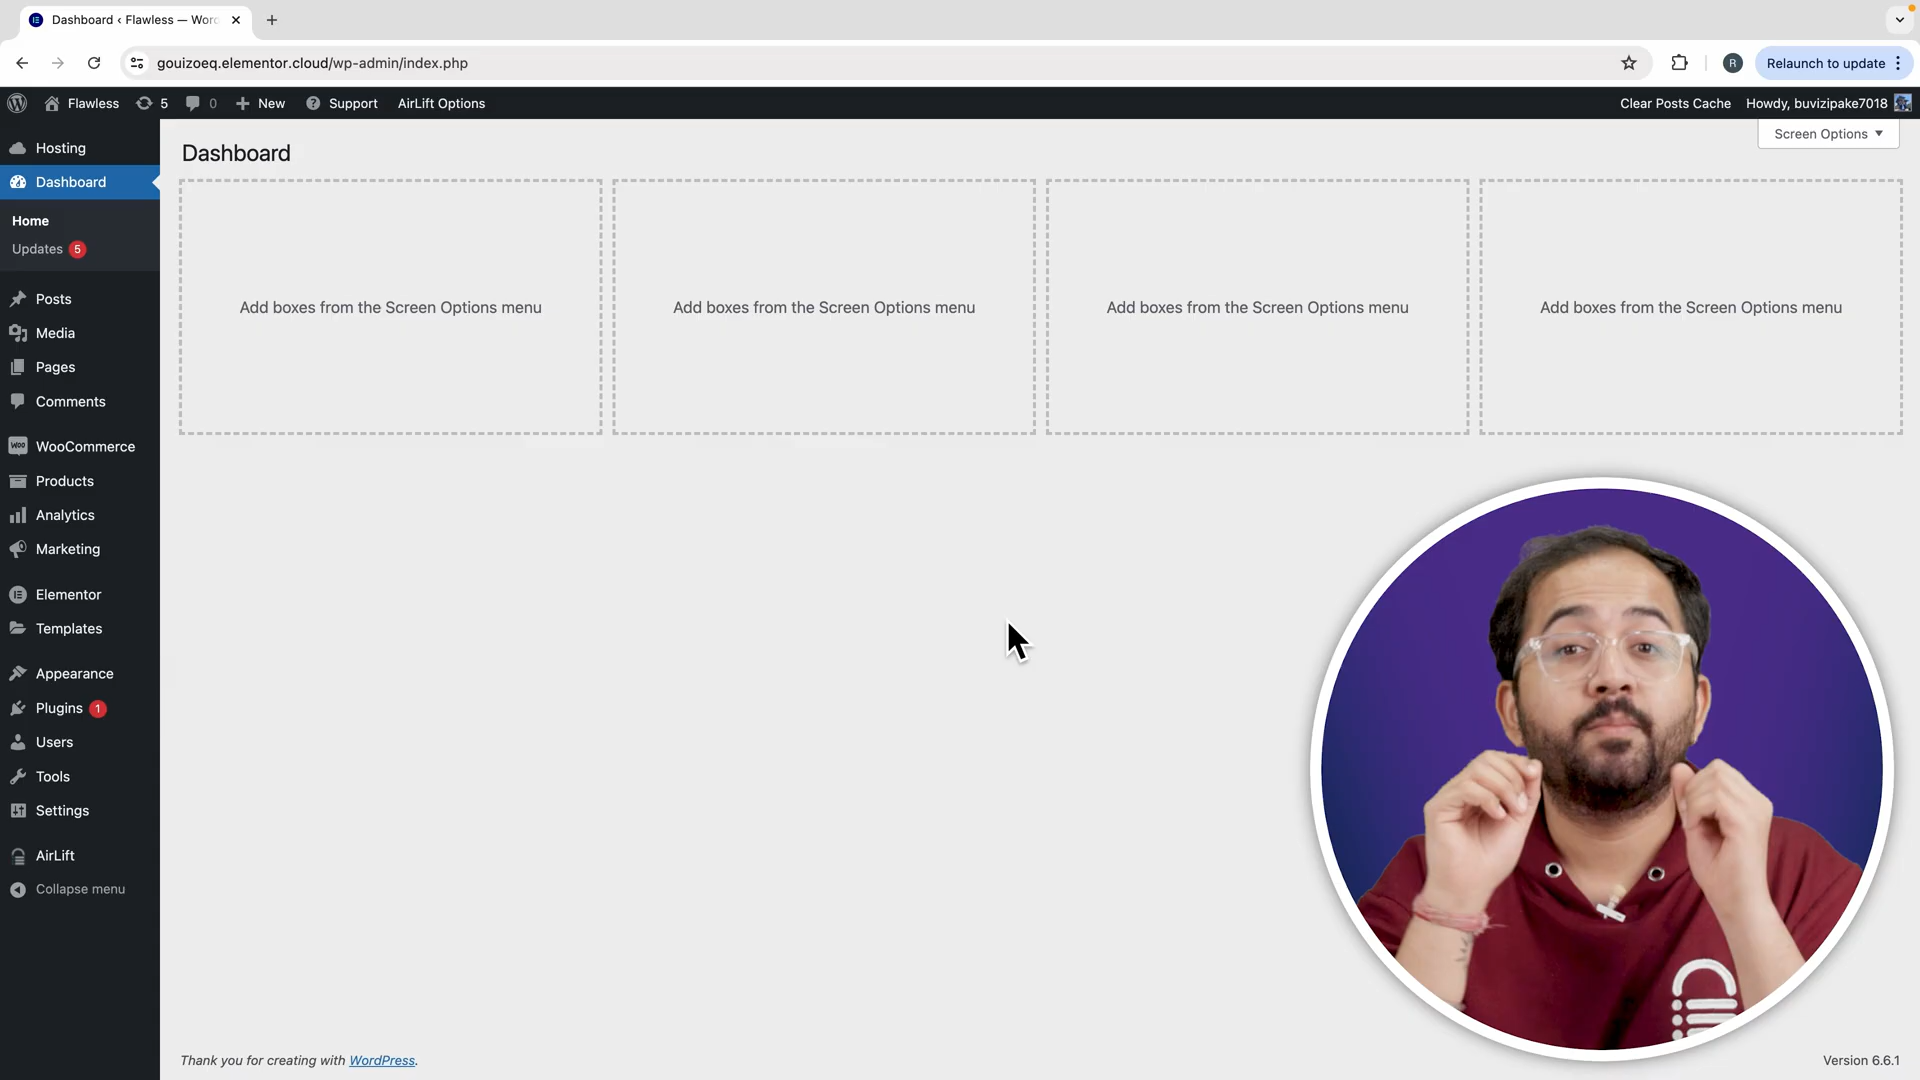 Dashboard ‹ Flawless — Wor
gouizoeq.elementor.cloud/wp-admin/index.php
R
Relaunch to update
Flawless
5
0
New
Support
AirLift Options
Clear Posts Cache
Howdy, buvizipake7018
Screen Options
Hosting
Dashboard
Home
Updates 5
Posts
Media
Pages
Comments
WooCommerce
Products
Analytics
Marketing
Elementor
Templates
Appearance
Plugins 1
Users
Tools
Settings
AirLift
Collapse menu
Dashboard
Add boxes from the Screen Options menu
Add boxes from the Screen Options menu
Add boxes from the Screen Options menu
Add boxes from the Screen Options menu
Thank you for creating with WordPress.
Version 6.6.1